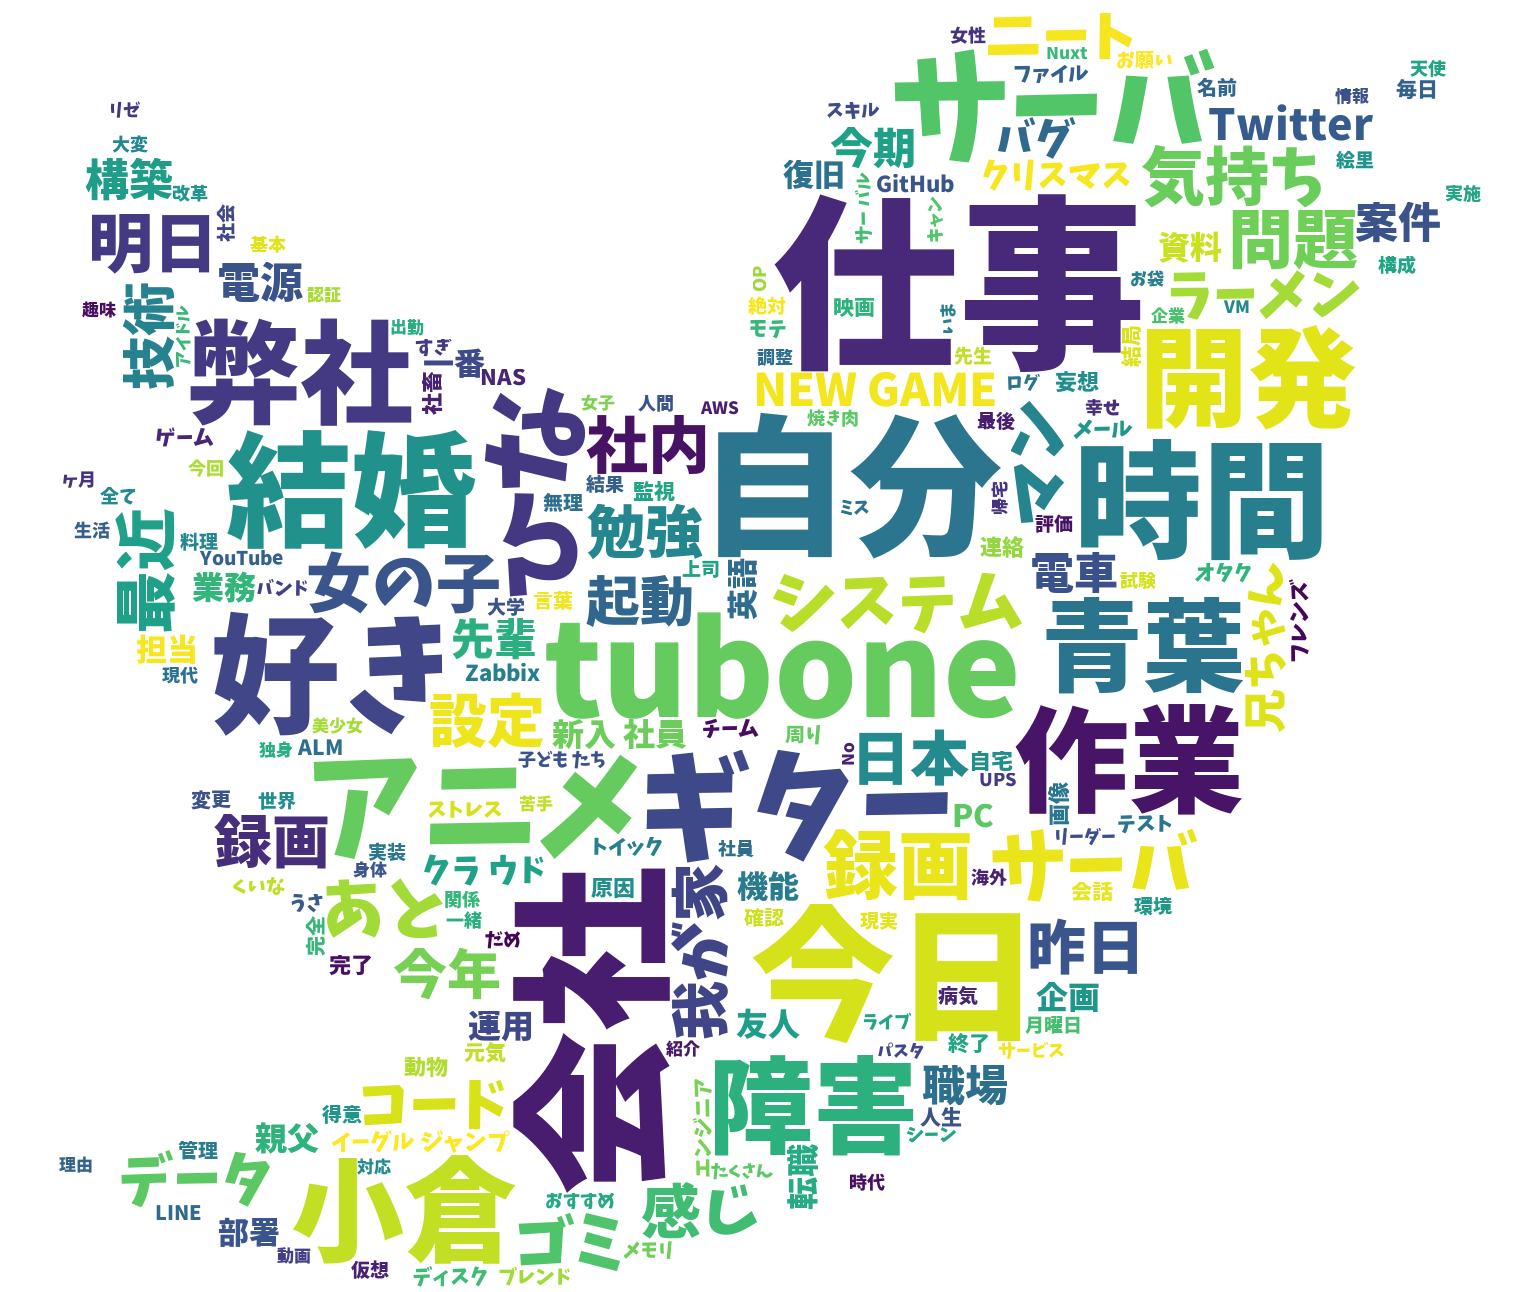 ニート
女性
Nuxt
お願い
サーバ
ファイル
天使
リゼ
スキル
バグ
名前
情報
毎日
Twitter
大変
今期
構築
改革
復旧
GitHub
クリスマス
気持ち
絵里
実施
サーバル
キャン
仕事
明日
社会
基本
資料
問題
案件
構成
電源
認証
OP
絶対
モテ
映画
いま
お袋
ラーメン
VM
企業
趣味
技術
アイドル
弊社
出勤
すぎ
一番
社畜
NAS
調整
先生
結局
開発
NEW GAME
ログ
妄想
女子
人間
AWS
焼き肉
最後
幸せ
メール
ゲーム
今回
結婚
やら
社内
自分
マン
時間
ヶ月
全て
生活
最近
料理
YouTube
結果
監視
無理
勉強
ミス
帰宅
評価
連絡
業務
バンド
女の子
大学
言葉
起動
上司
英語
システム
電車
試験
オタク
兄ちゃん
フレンズ
担当
現代
好き
先輩
Zabbix
tubone
青葉
設定
美少女
独身
ALM
新入 社員
チーム
周り
No
日本
自宅
UPS
作業
子ども たち
アニメ
ギター
ストレス
苦手
PC
画像
変更
世界
録画
実装
身体
クラ ウド
トイック
社員
リーダー
テスト
録画 サーバ
くいな
うさ
あと
関係
一緒
完全
完了
だめ
会社
原因
我が家
機能
確認
現実
海外
会話
環境
今年
運用
今日
昨日
病気
企画
友人
ライブ
月曜日
元気
紹介
パスタ
終了
サービス
動物
コード
得意
親父
イーグル ジャンプ
エンジニア
障害
職場
人生
シーン
管理
理由
データ
対応
小倉
たくさん
転職
時代
LINE
部署
おすすめ
感じ
動画
仮想
ゴミ
メモリ
ディスク
ブレンド